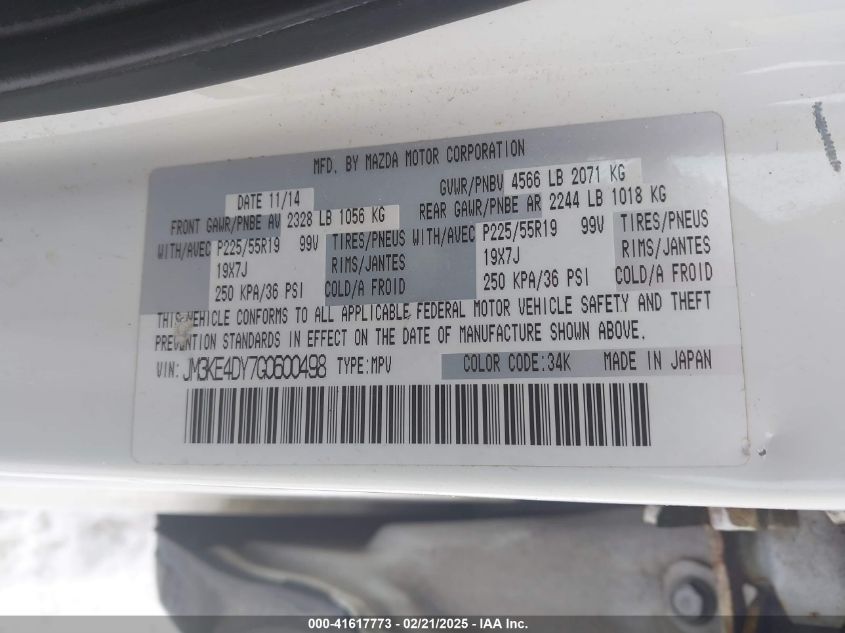 MFD. BY MAZDA MOTOR CORPORATION
DATE 11/14 GVWR/PNBV 4566 LB 2071 KG
FRONT GAWR/PNBE AV 2328 LB 1056 KG REAR GAWR/PNBE AR 2244 LB 1018 KG
WITH/AVEC P225/55R19 99V TIRES/PNEUS WITH/AVEC P225/55R19 99V TIRES/PNEUS
19X7J RIMS/JANTES 19X7J RIMS/JANTES
250 KPA/36 PSI COLD/A FROID 250 KPA/36 PSI COLD/A FROID
THIS VEHICLE CONFORMS TO ALL APPLICABLE FEDERAL MOTOR VEHICLE SAFETY AND THEFT
PREVENTION STANDARDS IN EFFECT ON THE DATE OF MANUFACTURE SHOWN ABOVE.
VIN: JM3KE4DY7G0600498 TYPE:MPV COLOR CODE:34K MADE IN JAPAN
000-41617773 - 02/21/2025 - IAA Inc.